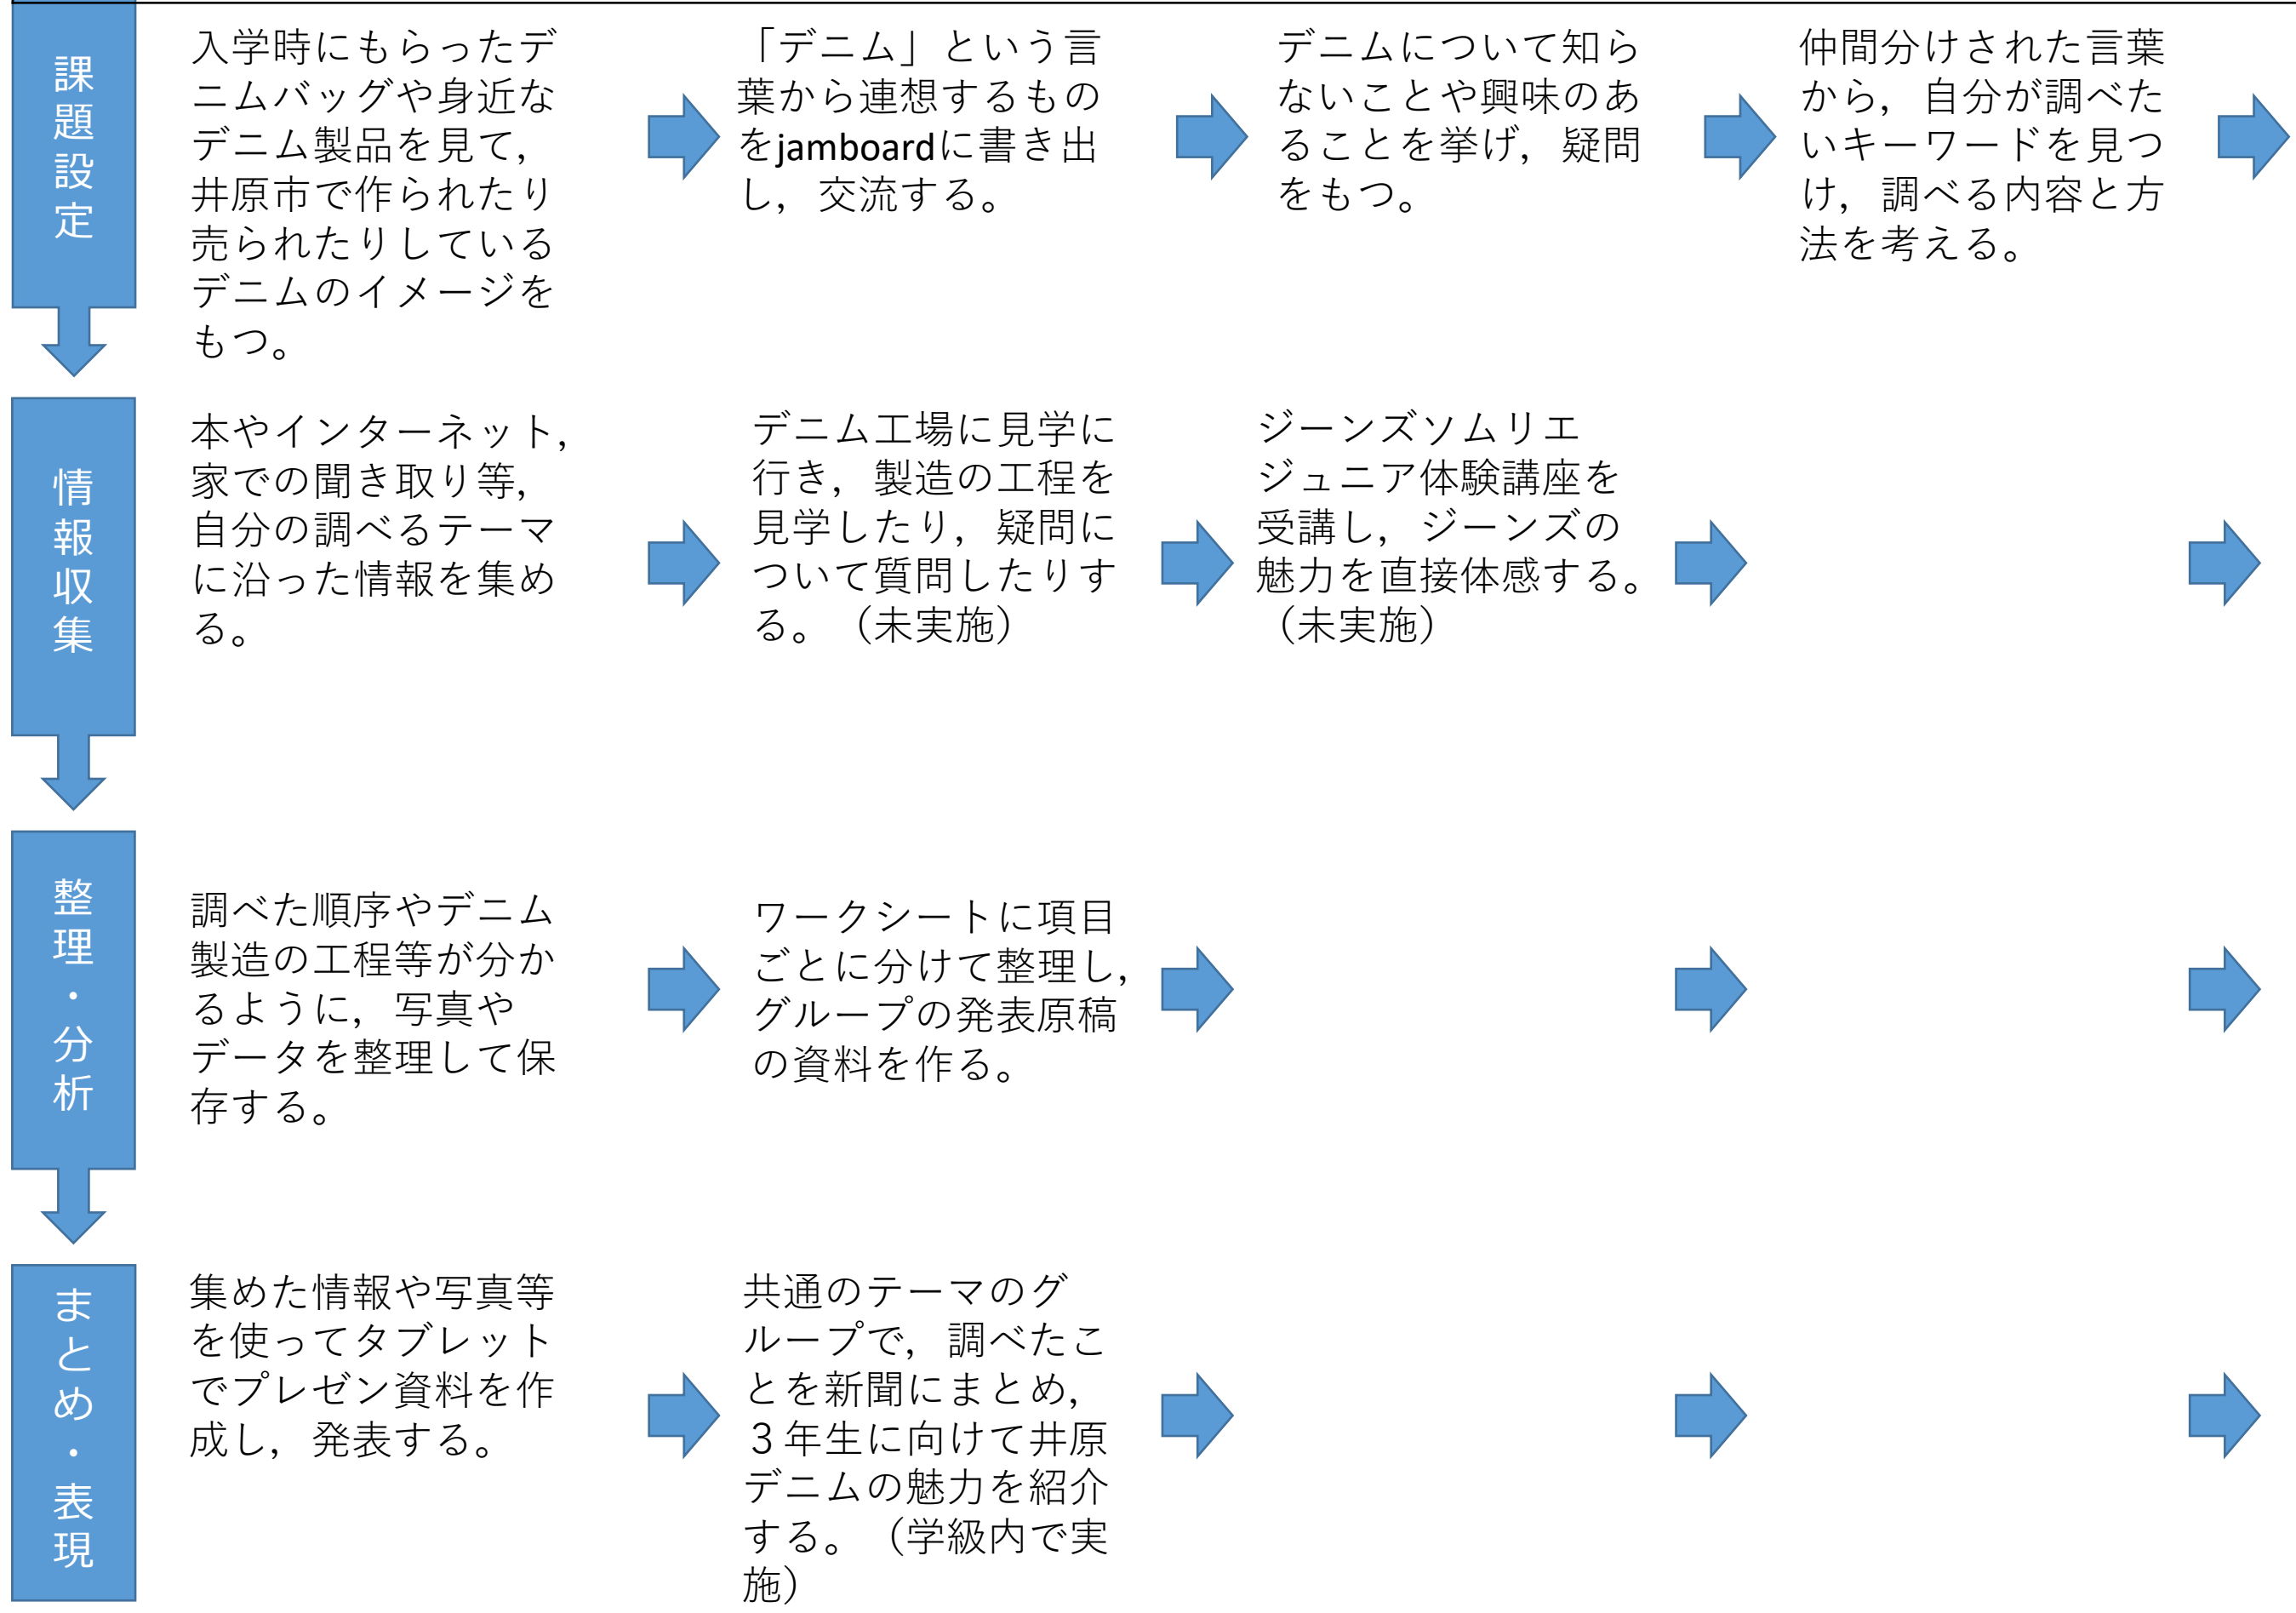 課題設定
入学時にもらったデ
ニムバッグや身近な
デニム製品を見て，
井原市で作られたり
売られたりしている
デニムのイメージを
もつ。
「デニム」という言
葉から連想するもの
をjamboardに書き出
し，交流する。
デニムについて知ら
ないことや興味のあ
ることを挙げ，疑問
をもつ。
仲間分けされた言葉
から，自分が調べた
いキーワードを見つ
け，調べる内容と方
法を考える。
情報収集
本やインターネット，
家での聞き取り等，
自分の調べるテーマ
に沿った情報を集め
る。
デニム工場に見学に
行き，製造の工程を
見学したり，疑問に
ついて質問したりす
る。（未実施）
ジーンズソムリエ
ジュニア体験講座を
受講し，ジーンズの
魅力を直接体感する。
（未実施）
整理・分析
調べた順序やデニム
製造の工程等が分か
るように，写真や
データを整理して保
存する。
ワークシートに項目
ごとに分けて整理し，
グループの発表原稿
の資料を作る。
まとめ・表現
集めた情報や写真等
を使ってタブレット
でプレゼン資料を作
成し，発表する。
共通のテーマのグ
ループで，調べたこ
とを新聞にまとめ，
３年生に向けて井原
デニムの魅力を紹介
する。（学級内で実
施）